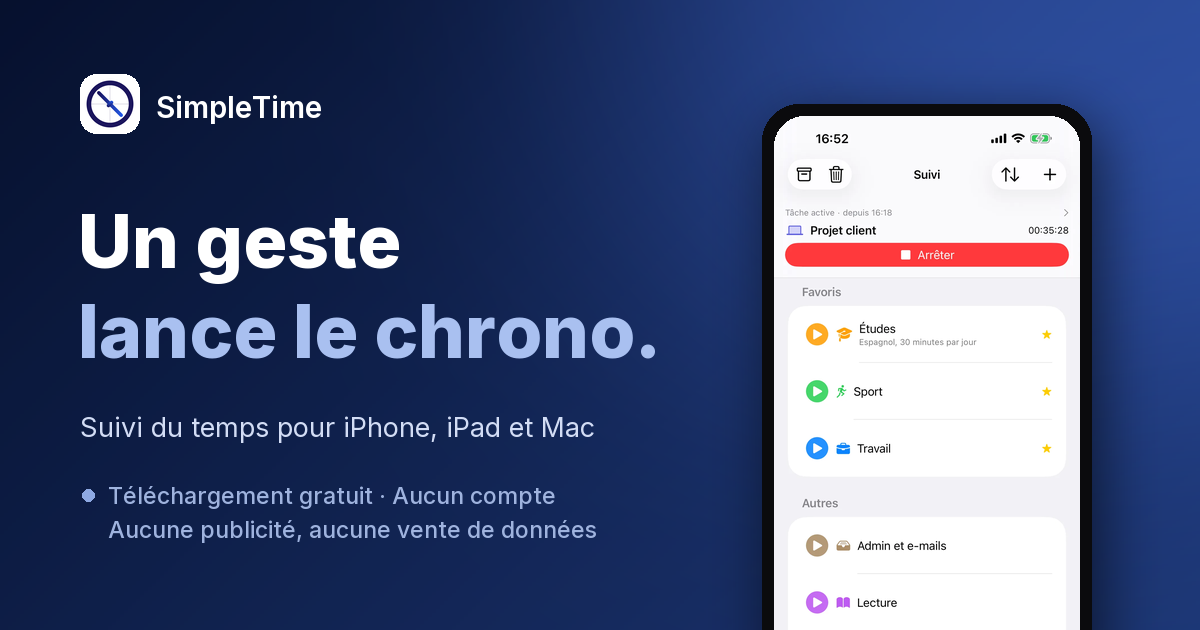 SimpleTime
Un geste
lance le chrono.
Suivi du temps pour iPhone, iPad et Mac
Téléchargement gratuit · Aucun compte
Aucune publicité, aucune vente de données
16:52
Suivi
Tâche active · depuis 16:18
Projet client 00:35:28
Arrêter
Favoris
Études
Espagnol, 30 minutes par jour
Sport
Travail
Autres
Admin et e-mails
Lecture